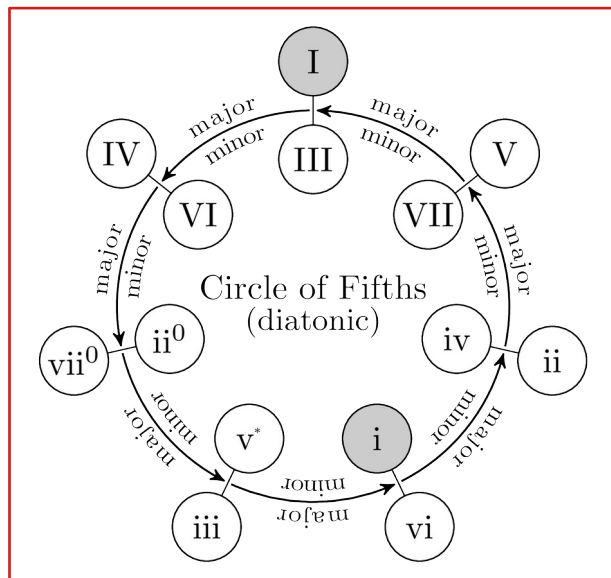 I
major
major
minor
minor
IV
III
V
VI
VII
major
minor
minor
major
Circle of Fifths
(diatonic)
vii⁰
ii⁰
iv
ii
minor
major
minor
major
v*
i
minor
major
iii
vi